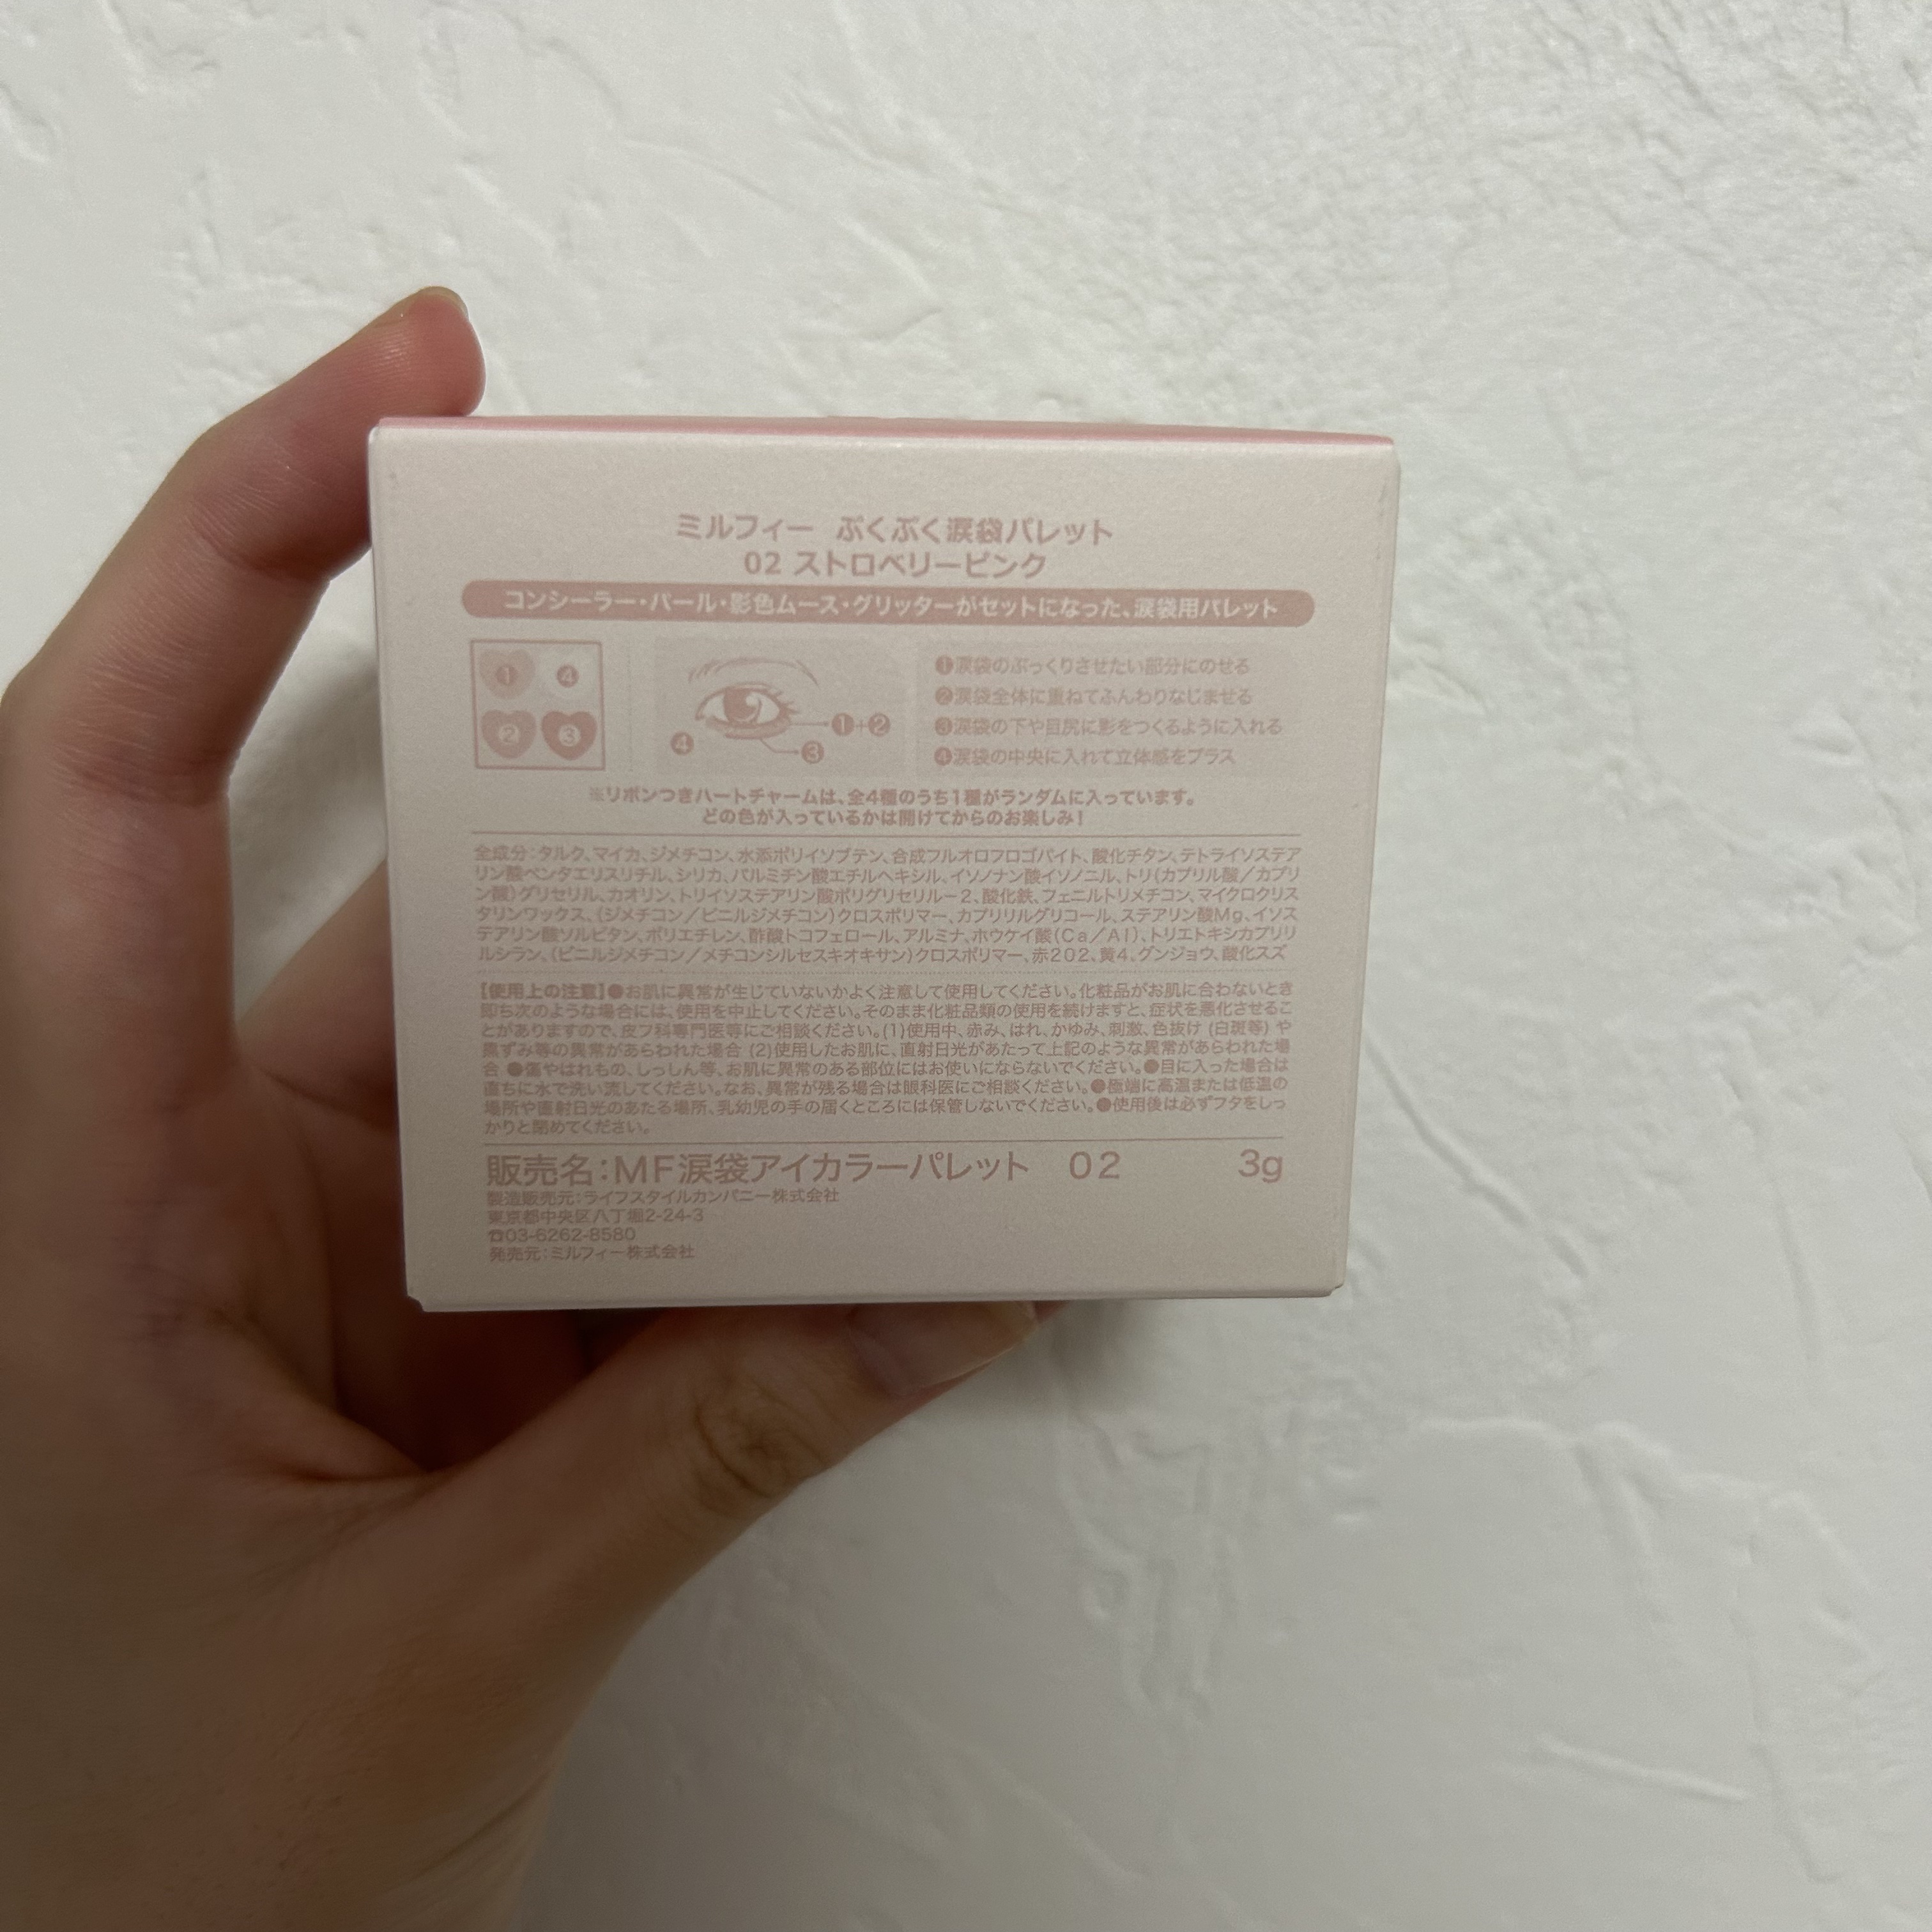 ミルフィー ぷくぷく涙袋パレット
02 ストロベリーピンク
コンシーラー・パール・影色ムース・グリッターがセットになった、涙袋用パレット
1 4
2 3
1+2
4
3
❶涙袋のぷっくりさせたい部分にのせる
❷涙袋全体に重ねてふんわりなじませる
❸涙袋の下や目尻に影をつくるように入れる
❹涙袋の中央に入れて立体感をプラス
※リボンつきハートチャームは、全4種のうち1種がランダムに入っています。
どの色が入っているかは開けてからのお楽しみ!
全成分:タルク、マイカ、ジメチコン、水添ポリイソブテン、合成フルオロフロゴパイト、酸化チタン、テトライソステア
リン酸ペンタエリスリチル、シリカ、パルミチン酸エチルヘキシル、イソノナン酸イソノニル、トリ(カプリル酸/カプリ
ン酸)グリセリル、カオリン、トリイソステアリン酸ポリグリセリル-2、酸化鉄、フェニルトリメチコン、マイクロクリス
タリンワックス、(ジメチコン/ビニルジメチコン)クロスポリマー、カプリリルグリコール、ステアリン酸Mg、イソス
テアリン酸ソルビタン、ポリエチレン、酢酸トコフェロール、アルミナ、ホウケイ酸(Ca/Al)、トリエトキシカプリリ
ルシラン、(ビニルジメチコン/メチコンシルセスキオキサン)クロスポリマー、赤202、黄4、グンジョウ、酸化スズ
【使用上の注意】●お肌に異常が生じていないかよく注意して使用してください。化粧品がお肌に合わないとき
即ち次のような場合には、使用を中止してください。そのまま化粧品類の使用を続けますと、症状を悪化させるこ
とがありますので、皮フ科専門医等にご相談ください。(1)使用中、赤み、はれ、かゆみ、刺激、色抜け (白斑等) や
黒ずみ等の異常があらわれた場合 (2)使用したお肌に、直射日光があたって上記のような異常があらわれた場
合 ●傷やはれもの、しっしん等、お肌に異常のある部位にはお使いにならないでください。●目に入った場合は
直ちに水で洗い流してください。なお、異常が残る場合は眼科医にご相談ください。●極端に高温または低温の
場所や直射日光のあたる場所、乳幼児の手の届くところには保管しないでください。●使用後は必ずフタをしっ
かりと閉めてください。
販売名:MF涙袋アイカラーパレット 02 3g
製造販売元:ライフスタイルカンパニー株式会社
東京都中央区八丁堀2-24-3
☎03-6262-8580
発売元:ミルフィー株式会社